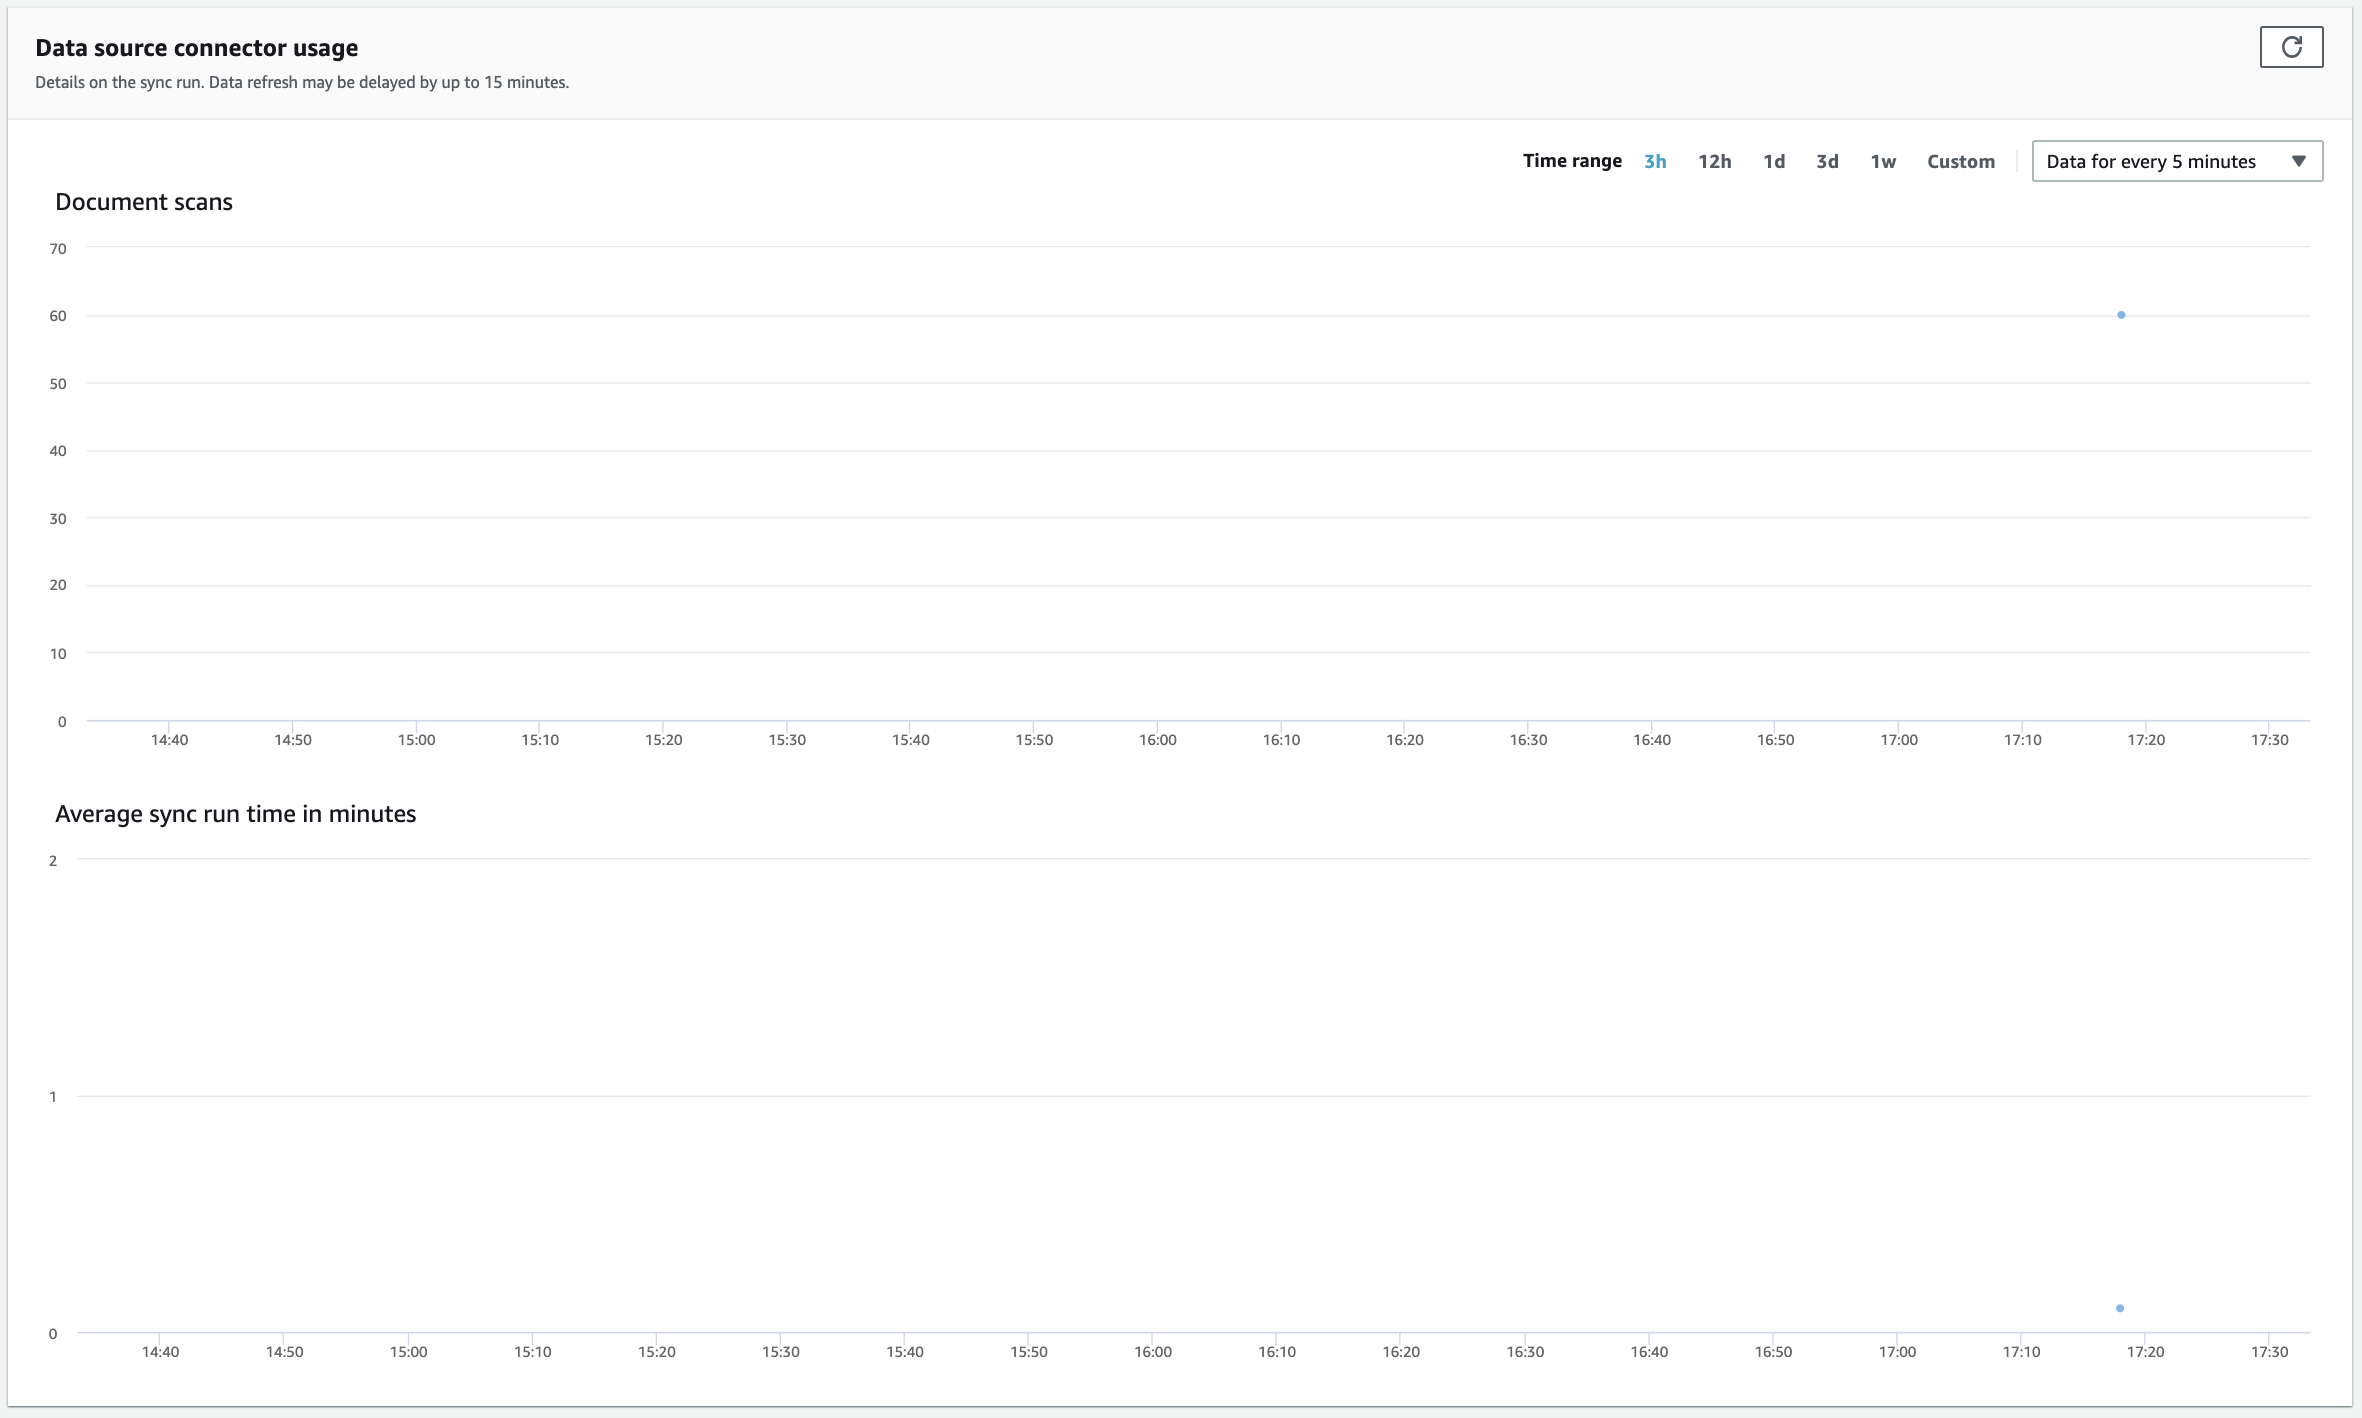 Data source connector usage
Details on the sync run. Data refresh may be delayed by up to 15 minutes.
Time range 3h 12h 1d 3d 1w Custom Data for every 5 minutes
Document scans
70
60
50
40
30
20
10
0
14:40 14:50 15:00 15:10 15:20 15:30 15:40 15:50 16:00 16:10 16:20 16:30 16:40 16:50 17:00 17:10 17:20 17:30
Average sync run time in minutes
2
1
0
14:40 14:50 15:00 15:10 15:20 15:30 15:40 15:50 16:00 16:10 16:20 16:30 16:40 16:50 17:00 17:10 17:20 17:30